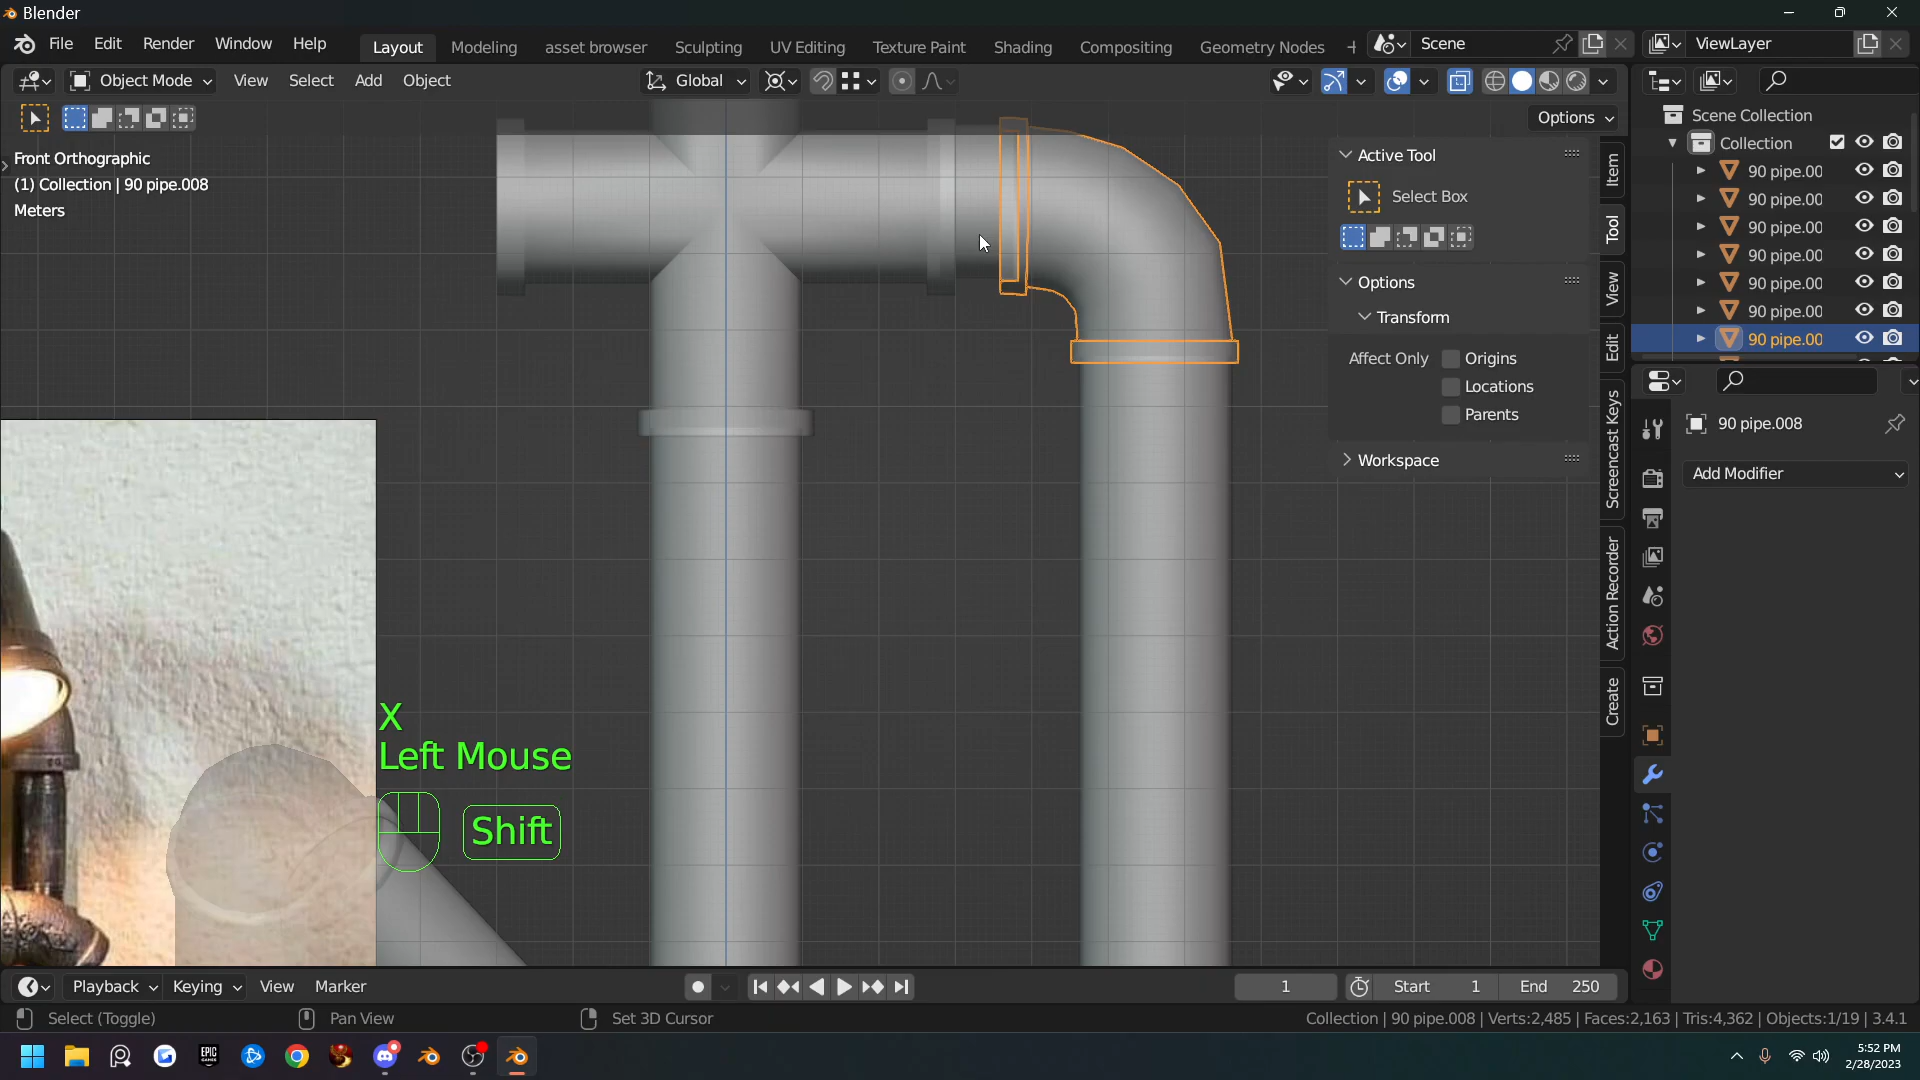 Blender
File Edit Render Window Help Layout Modeling asset browser Sculpting UV Editing Texture Paint Shading Compositing Geometry Nodes + Scene ViewLayer
Object Mode View Select Add Object Global
Options
Front Orthographic
(1) Collection | 90 pipe.008
Meters
Active Tool
Select Box
Options
Transform
Affect Only Origins
Locations
Parents
Workspace
Item
Tool
View
Edit
Screencast Keys
Action Recorder
Create
Scene Collection
Collection
90 pipe.00
90 pipe.00
90 pipe.00
90 pipe.00
90 pipe.00
90 pipe.00
90 pipe.00
90 pipe.008
Add Modifier
X
Left Mouse
Shift
Playback Keying View Marker 1 Start 1 End 250
Select (Toggle) Pan View Set 3D Cursor Collection | 90 pipe.008 | Verts:2,485 | Faces:2,163 | Tris:4,362 | Objects:1/19 | 3.4.1
EPIC GAMES
5:52 PM
2/28/2023